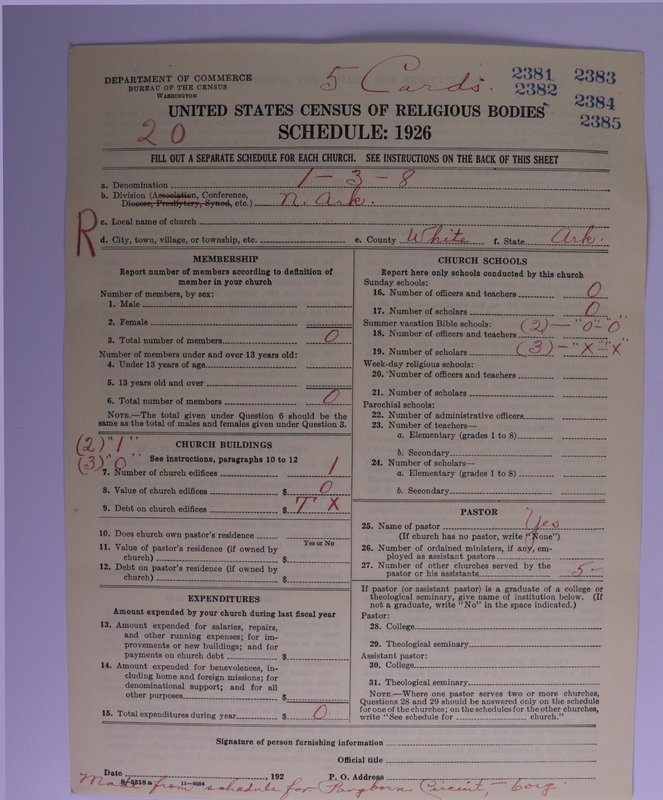 DEPARTMENT OF COMMERCE
BUREAU OF THE CENSUS
WASHINGTON
5 Cards.
2381 2383
2382
2384
2385
UNITED STATES CENSUS OF RELIGIOUS BODIES
20
SCHEDULE: 1926
FILL OUT A SEPARATE SCHEDULE FOR EACH CHURCH. SEE INSTRUCTIONS ON THE BACK OF THIS SHEET
a. Denomination 1-3-8
b. Division (Association, Conference,
Diocese, Presbytery, Synod, etc.) N. Ark.
R
c. Local name of church
d. City, town, village, or township, etc. e. County White f. State Ark.
MEMBERSHIP
Report number of members according to definition of
member in your church
Number of members, by sex:
1. Male
2. Female
3. Total number of members 0
Number of members under and over 13 years old:
4. Under 13 years of age
5. 13 years old and over
6. Total number of members 0
NOTE.—The total given under Question 6 should be the
same as the total of males and females given under Question 3.
(2) "1"
CHURCH BUILDINGS
(3) "0"
See instructions, paragraphs 10 to 12
7. Number of church edifices 1
8. Value of church edifices $ 0
9. Debt on church edifices $ T X
10. Does church own pastor's residence
Yes or No
11. Value of pastor's residence (if owned by
church) $
12. Debt on pastor's residence (if owned by
church) $
EXPENDITURES
Amount expended by your church during last fiscal year
13. Amount expended for salaries, repairs,
and other running expenses; for im-
provements or new buildings; and for
payments on church debt $
14. Amount expended for benevolences, in-
cluding home and foreign missions; for
denominational support; and for all
other purposes $
15. Total expenditures during year $ 0
CHURCH SCHOOLS
Report here only schools conducted by this church
Sunday schools:
16. Number of officers and teachers 0
17. Number of scholars 0
Summer vacation Bible schools: (2) — "0"-"0"
18. Number of officers and teachers
19. Number of scholars (3) — "X"-"X"
Week-day religious schools:
20. Number of officers and teachers
21. Number of scholars
Parochial schools:
22. Number of administrative officers
23. Number of teachers—
a. Elementary (grades 1 to 8)
b. Secondary
24. Number of scholars—
a. Elementary (grades 1 to 8)
b. Secondary
PASTOR
25. Name of pastor Yes
(If church has no pastor, write "None")
26. Number of ordained ministers, if any, em-
ployed as assistant pastors
27. Number of other churches served by the
pastor or his assistants 5
If pastor (or assistant pastor) is a graduate of a college or
theological seminary, give name of institution below. (If
not a graduate, write "No" in the space indicated.)
Pastor:
28. College
29. Theological seminary
Assistant pastor:
30. College
31. Theological seminary
NOTE.—Where one pastor serves two or more churches,
Questions 28 and 29 should be answered only on the schedule
for one of the churches; on the schedules for the other churches,
write "See schedule for church."
Signature of person furnishing information
Official title
Date , 192 P. O. Address
8-5518a 11—9034
Made from schedule for Pangburn Circuit, - 6 org.